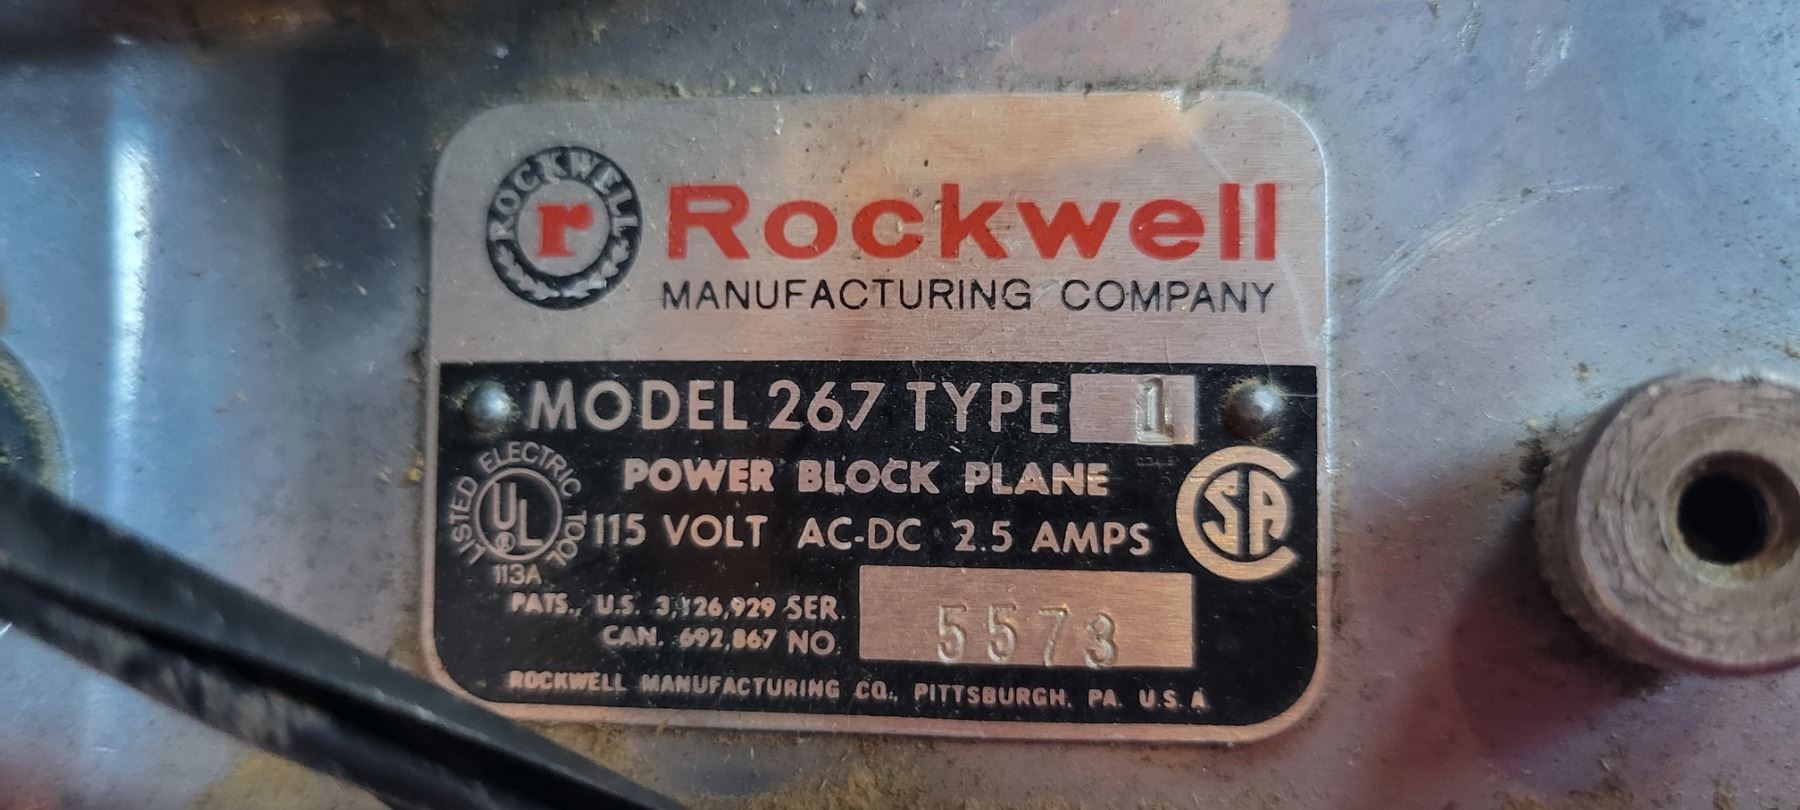 ROCKWELL
r
Rockwell
MANUFACTURING COMPANY
MODEL 267 TYPE 1
POWER BLOCK PLANE
115 VOLT AC-DC 2.5 AMPS
LISTED ELECTRIC TOOL
UL ®
113A
CSA
PATS., U.S. 3,126,929 SER.
CAN. 692,867 NO.
5573
ROCKWELL MANUFACTURING CO., PITTSBURGH, PA. U.S.A